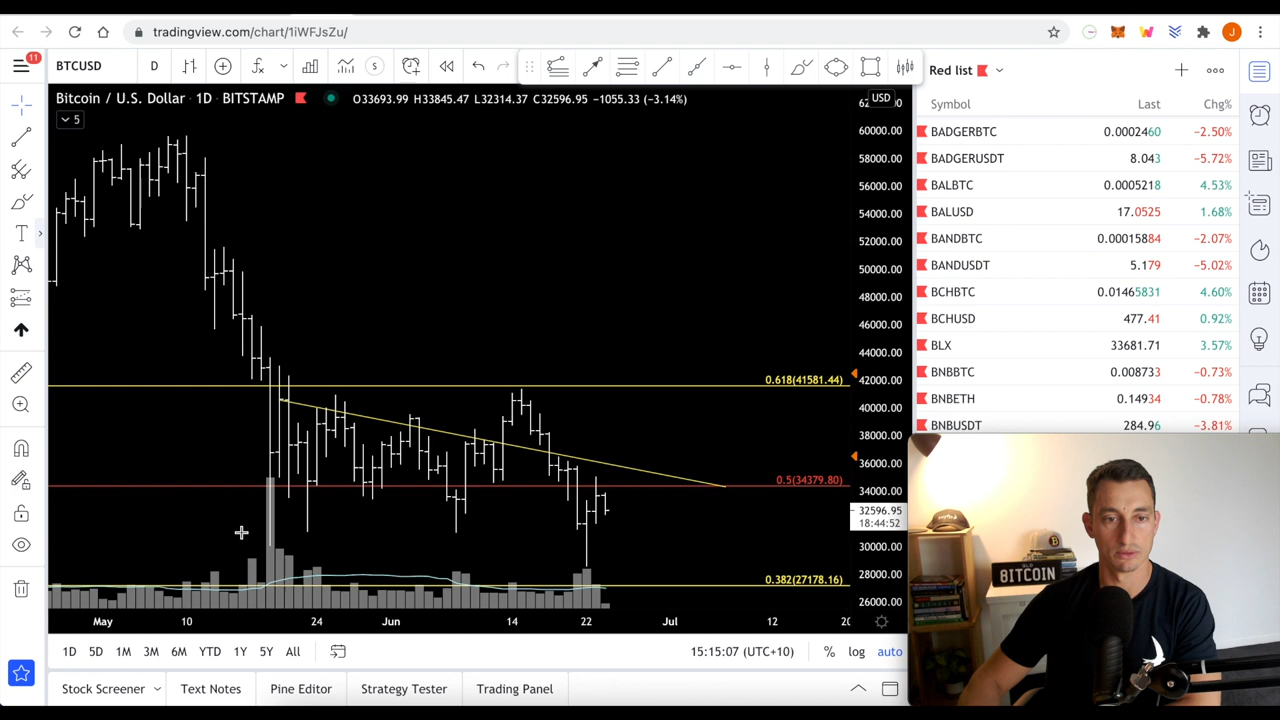 tradingview.com/chart/1iWFJsZu/
J
11
BTCUSD
D
S
Red list
Bitcoin / U.S. Dollar · 1D · BITSTAMP
O33693.99 H33845.47 L32314.37 C32596.95 −1055.33 (−3.14%)
USD
5
Symbol Last Chg%
BADGERBTC 0.0002460 −2.50%
BADGERUSDT 8.043 −5.72%
BALBTC 0.0005218 4.53%
BALUSD 17.0525 1.68%
BANDBTC 0.00015884 −2.07%
BANDUSDT 5.179 −5.02%
BCHBTC 0.01465831 4.60%
BCHUSD 477.41 0.92%
BLX 33681.71 3.57%
BNBBTC 0.008733 −0.73%
BNBETH 0.14934 −0.78%
BNBUSDT 284.96 −3.81%
60000.00
58000.00
56000.00
54000.00
52000.00
50000.00
48000.00
46000.00
44000.00
42000.00
40000.00
38000.00
36000.00
34000.00
32596.95
18:44:52
30000.00
28000.00
26000.00
0.618(41581.44)
0.5(34379.80)
0.382(27178.16)
May 10 24 Jun 14 22 Jul 20
1D 5D 1M 3M 6M YTD 1Y 5Y All
15:15:07 (UTC+10) % log auto
Stock Screener Text Notes Pine Editor Strategy Tester Trading Panel
BITCOIN